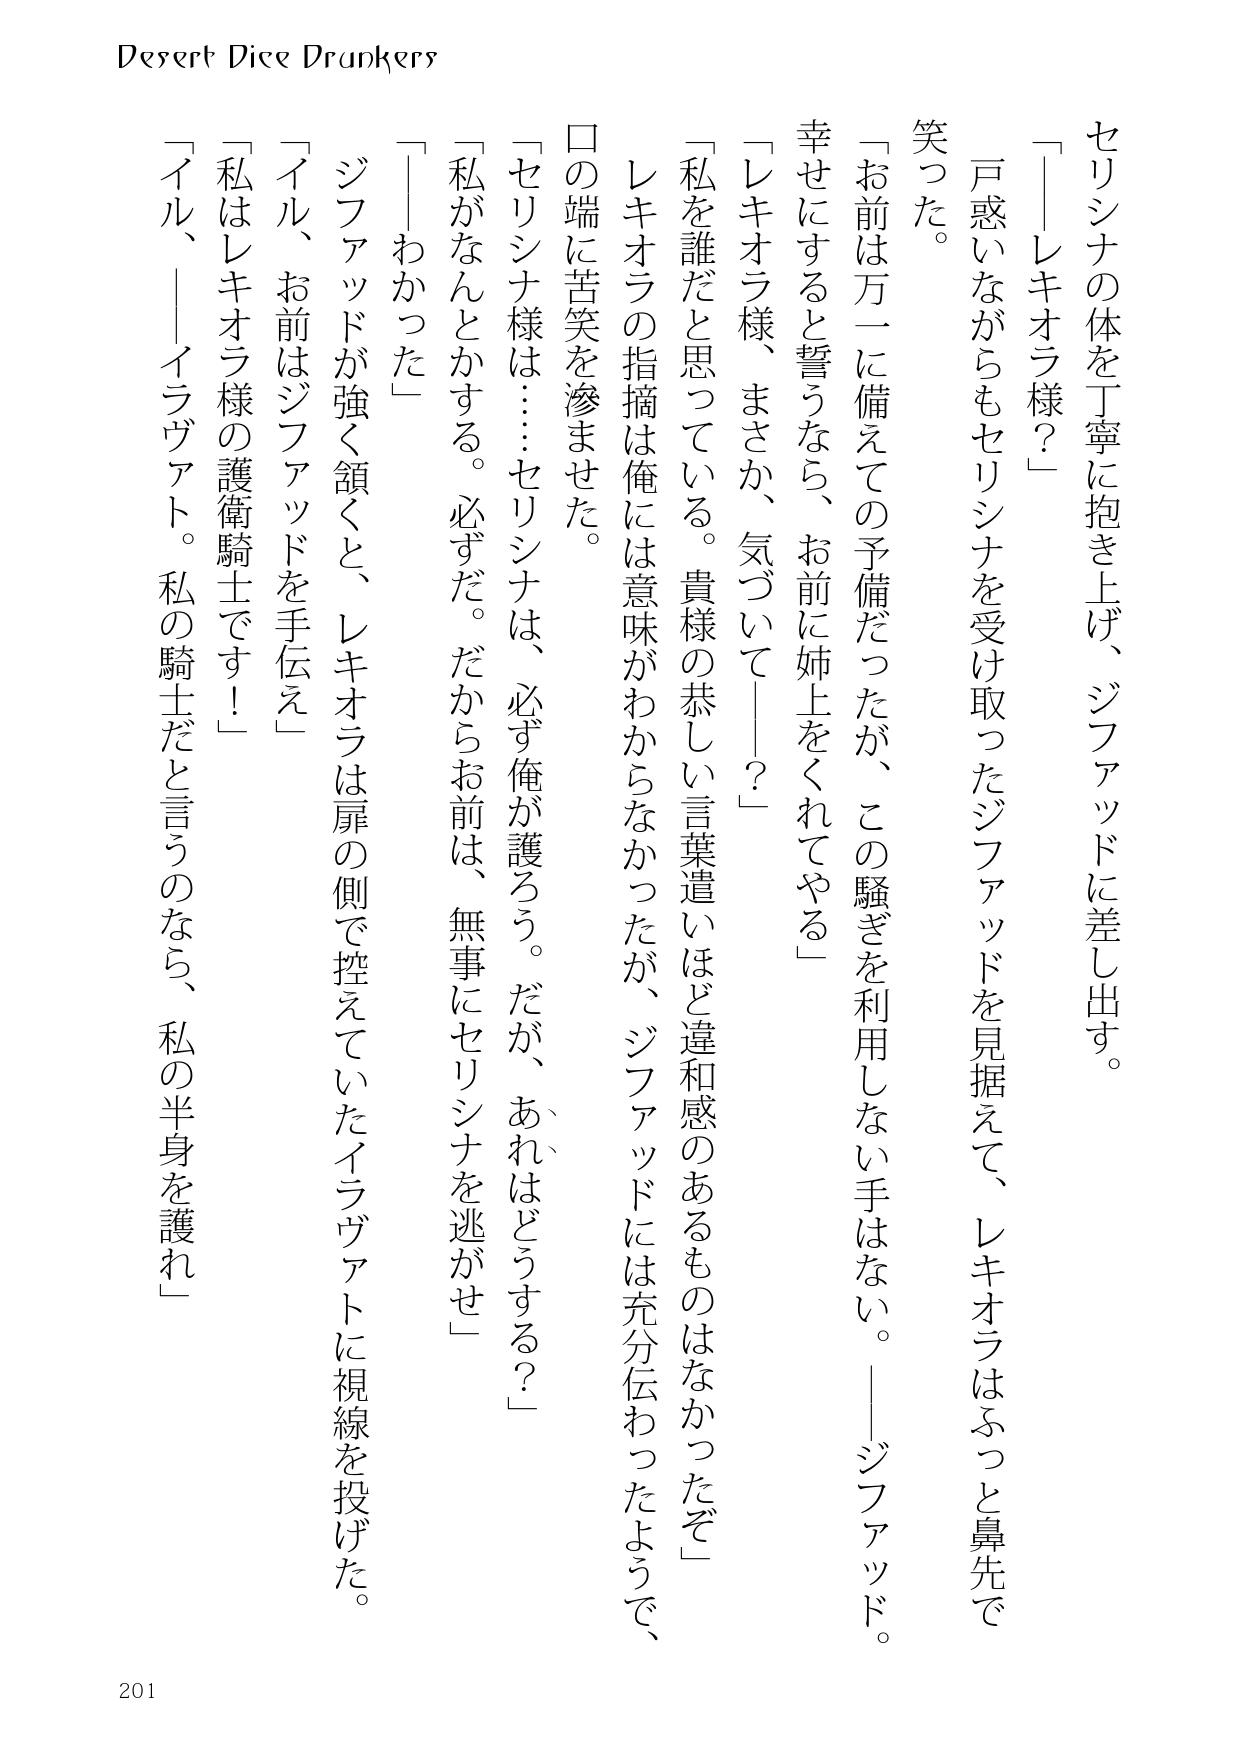 Desert Dice Drunkers
セリシナの体を丁寧に抱き上げ、ジファッドに差し出す。
「――レキオラ様？」
戸惑いながらもセリシナを受け取ったジファッドを見据えて、レキオラはふっと鼻先で
笑った。
「お前は万一に備えての予備だったが、この騒ぎを利用しない手はない。――ジファッド。
幸せにすると誓うなら、お前に姉上をくれてやる」
「レキオラ様、まさか、気づいて――？」
「私を誰だと思っている。貴様の恭しい言葉遣いほど違和感のあるものはなかったぞ」
レキオラの指摘は俺には意味がわからなかったが、ジファッドには充分伝わったようで、
口の端に苦笑を滲ませた。
「セリシナ様は……セリシナは、必ず俺が護ろう。だが、あれはどうする？」
「私がなんとかする。必ずだ。だからお前は、無事にセリシナを逃がせ」
「――わかった」
ジファッドが強く頷くと、レキオラは扉の側で控えていたイラヴァトに視線を投げた。
「イル、お前はジファッドを手伝え」
「私はレキオラ様の護衛騎士です！」
「イル、――イラヴァト。私の騎士だと言うのなら、私の半身を護れ」
201